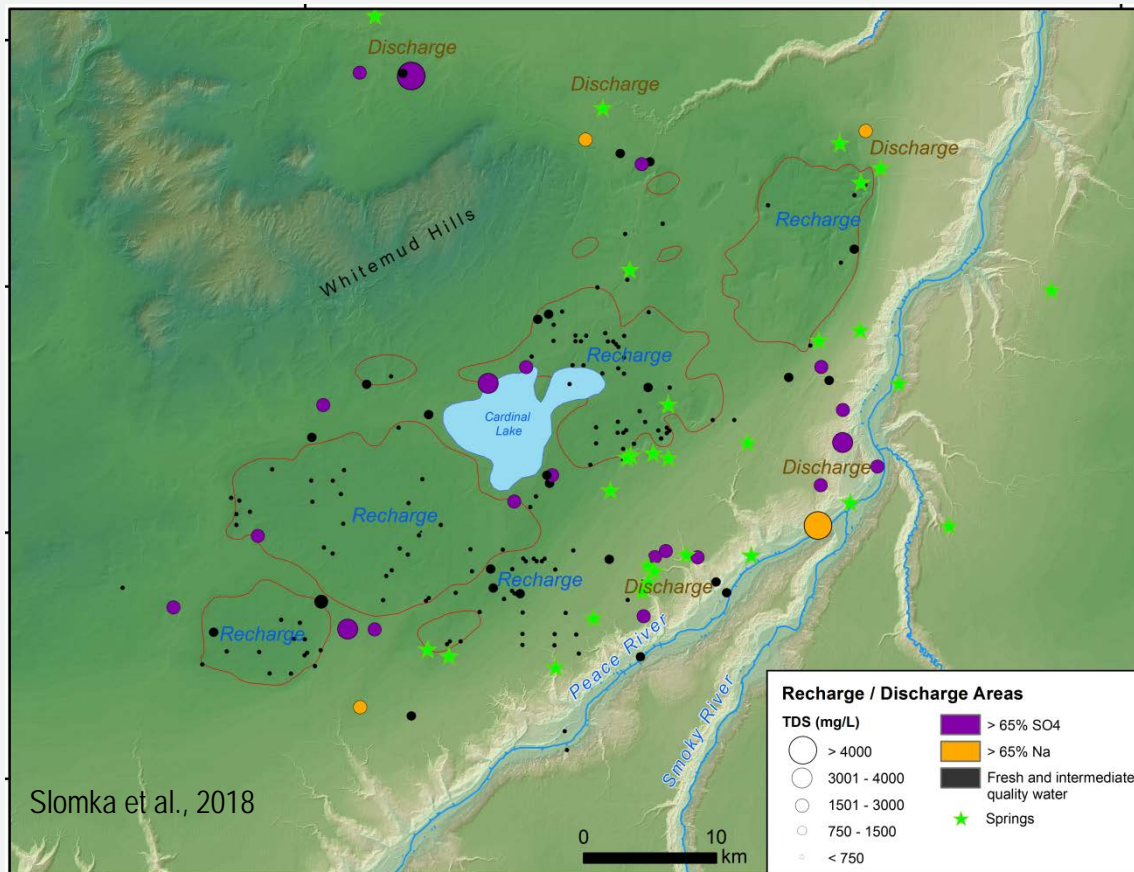 Discharge
Discharge
Discharge
Recharge
Whitemud Hills
Recharge
Cardinal
Lake
Discharge
Recharge
Recharge
Discharge
Recharge
Peace River
Smoky River
Slomka et al., 2018
0 10
km
Recharge / Discharge Areas
TDS (mg/L)
> 4000
3001 - 4000
1501 - 3000
750 - 1500
< 750
> 65% SO4
> 65% Na
Fresh and intermediate
quality water
Springs